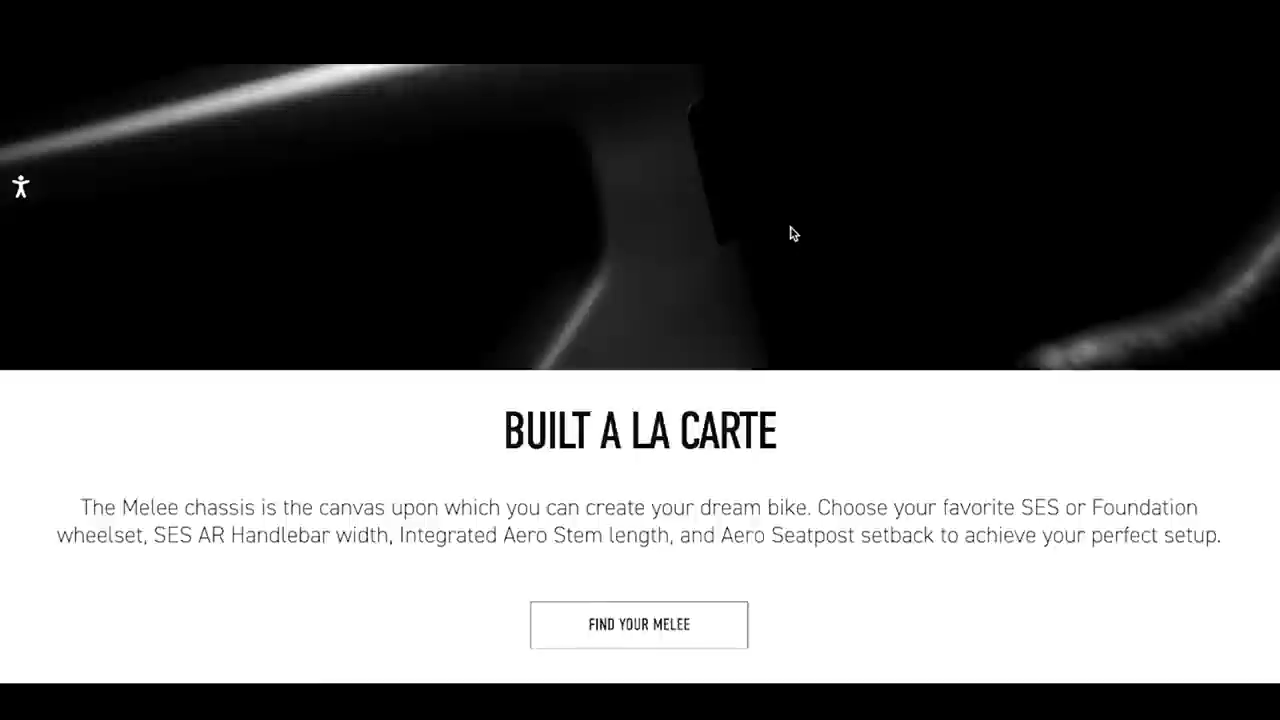 BUILT A LA CARTE
The Melee chassis is the canvas upon which you can create your dream bike. Choose your favorite SES or Foundation
wheelset, SES AR Handlebar width, Integrated Aero Stem length, and Aero Seatpost setback to achieve your perfect setup.
FIND YOUR MELEE